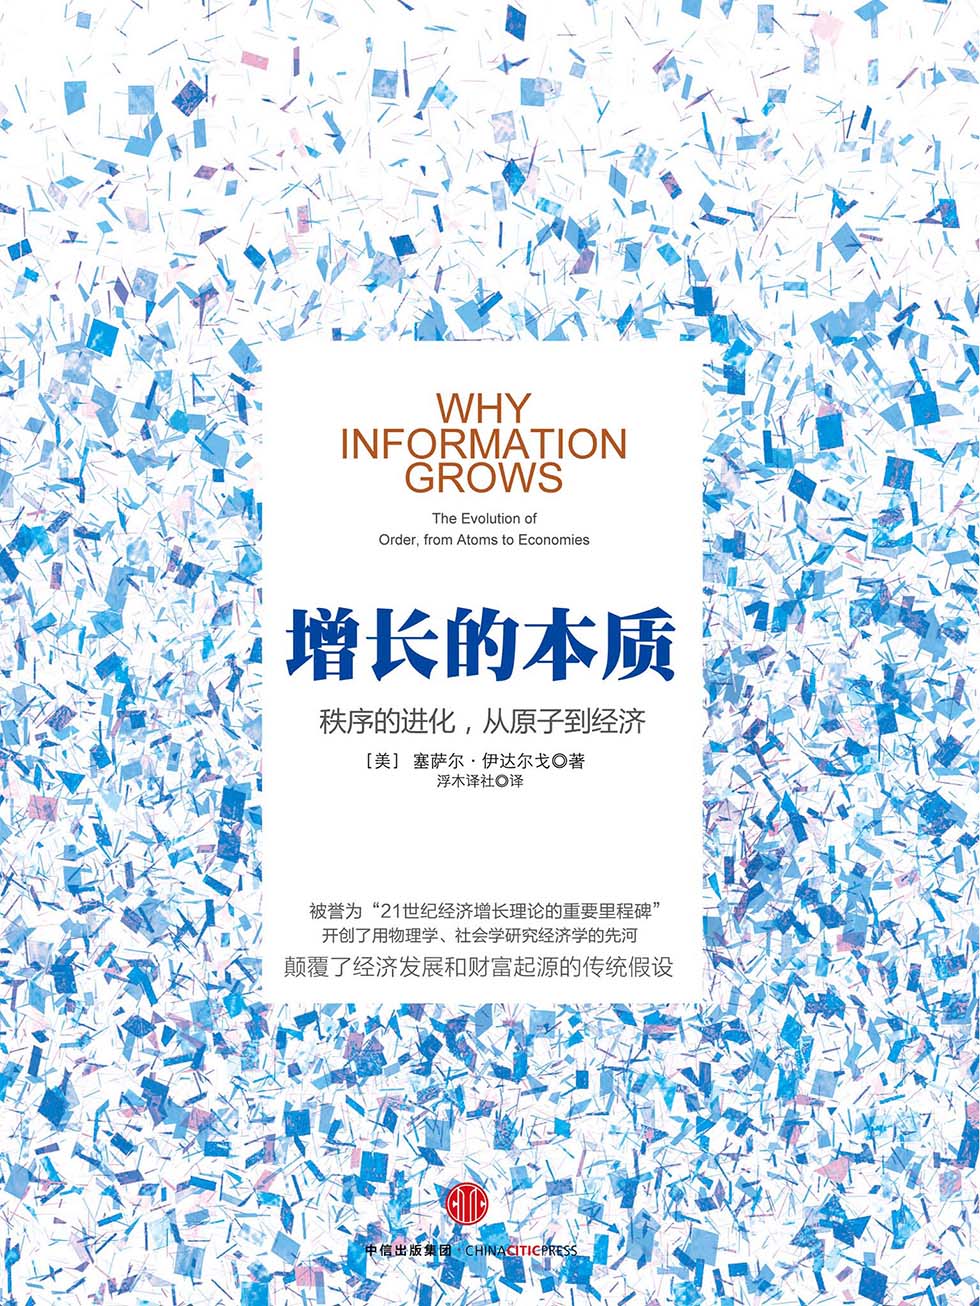 WHY
INFORMATION
GROWS
The Evolution of
Order, from Atoms to Economies
增长的本质
秩序的进化，从原子到经济
［美］ 塞萨尔·伊达尔戈◎著
浮木译社◎译
被誉为“21世纪经济增长理论的重要里程碑”
开创了用物理学、社会学研究经济学的先河
颠覆了经济发展和财富起源的传统假设
中信出版集团·CHINACITICPRESS